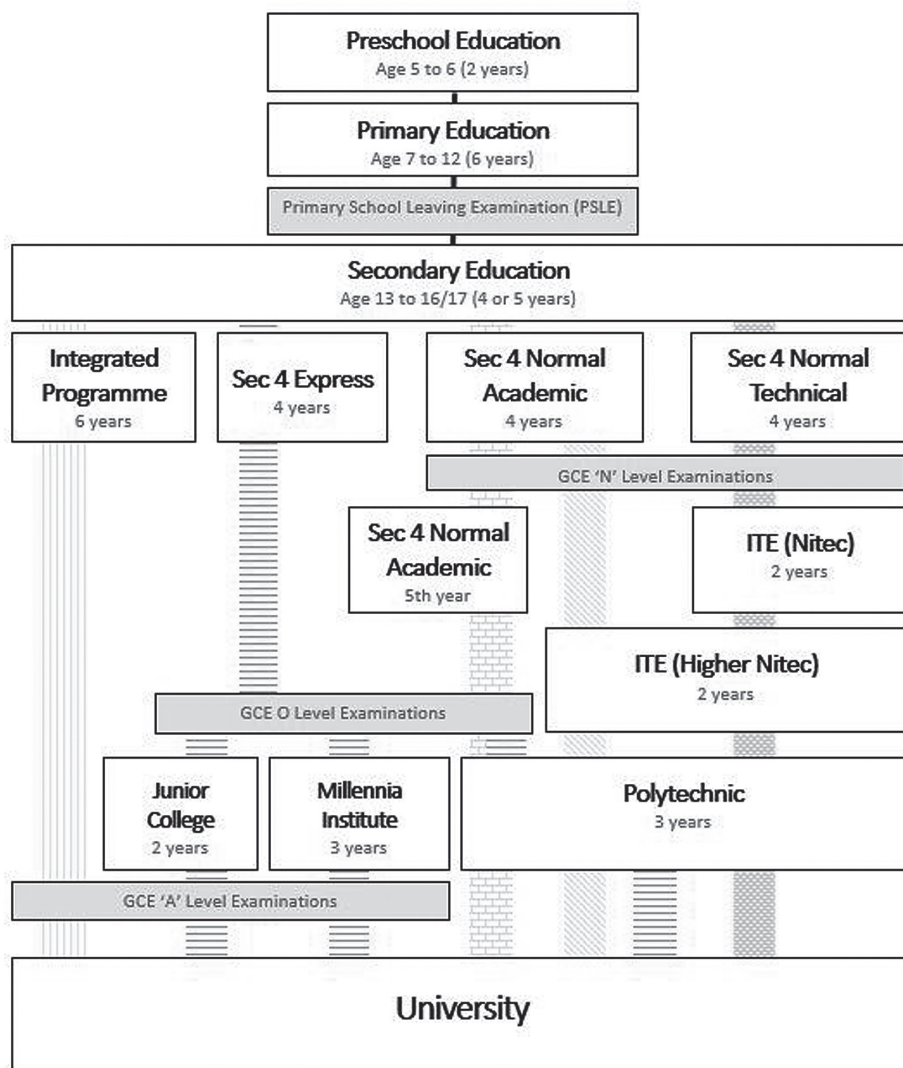 Preschool Education
Age 5 to 6 (2 years)
Primary Education
Age 7 to 12 (6 years)
Primary School Leaving Examination (PSLE)
Secondary Education
Age 13 to 16/17 (4 or 5 years)
Integrated
Programme
6 years
Sec 4 Express
4 years
Sec 4 Normal
Academic
4 years
Sec 4 Normal
Technical
4 years
GCE ‘N’ Level Examinations
Sec 4 Normal
Academic
5th year
ITE (Nitec)
2 years
ITE (Higher Nitec)
2 years
GCE O Level Examinations
Junior
College
2 years
Millennia
Institute
3 years
Polytechnic
3 years
GCE ‘A’ Level Examinations
University